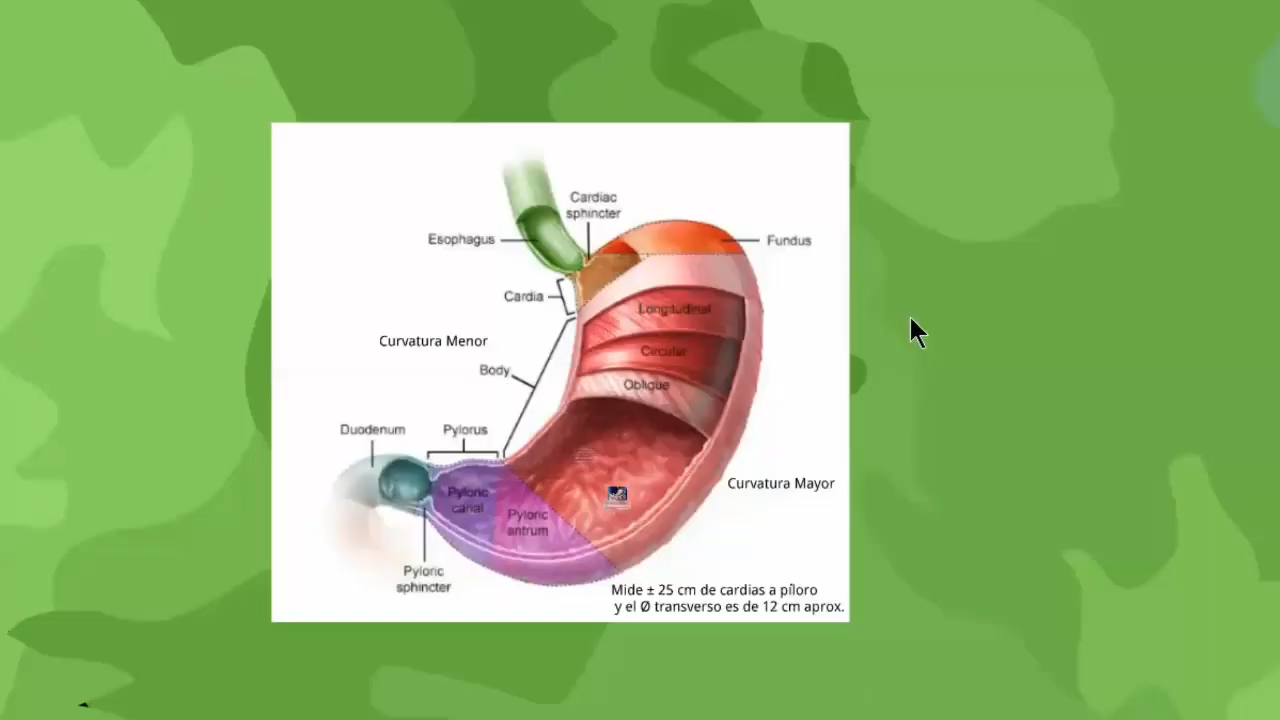 Cardiac
sphincter
Esophagus
Fundus
Cardia
Longitudinal
Curvatura Menor
Circular
Body
Oblique
Duodenum
Pylorus
Curvatura Mayor
Pyloric
canal
Pyloric
antrum
Pyloric
sphincter
Mide ± 25 cm de cardias a píloro
y el Ø transverso es de 12 cm aprox.